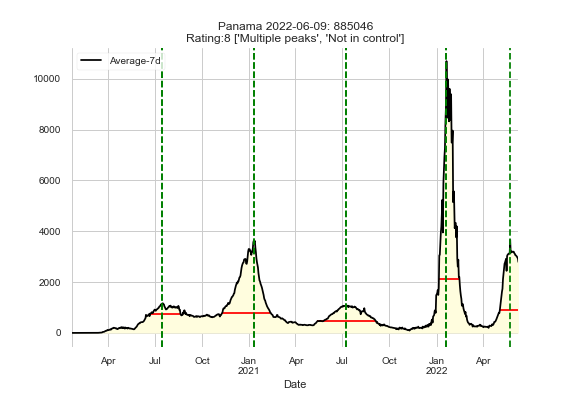 Panama 2022-06-09: 885046
Rating:8 ['Multiple peaks', 'Not in control']
Average-7d
10000
8000
6000
4000
2000
0
Apr
Jul
Oct
Jan
2021
Apr
Jul
Oct
Jan
2022
Apr
Date